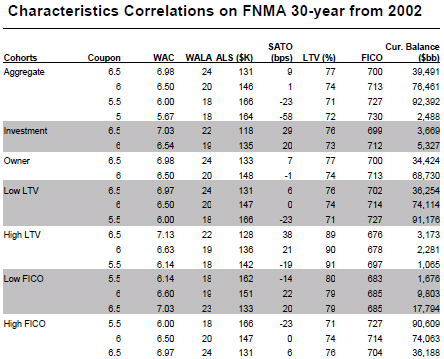 Characteristics Correlations on FNMA 30-year from 2002
SATO Cur. Balance
Cohorts Coupon WAC WALA ALS ($K) (bps) LTV (%) FICO ($bb)
Aggregate 6.5 6.98 24 131 9 77 700 39,491
6 6.50 20 146 1 74 713 76,461
5.5 6.00 18 166 -23 71 727 92,392
5 5.67 18 164 -58 72 730 2,488
Investment 6.5 7.03 22 118 29 76 699 3,669
6 6.54 19 135 20 73 712 5,327
Owner 6.5 6.98 24 133 7 77 700 34,424
6 6.50 20 148 -1 74 713 68,730
Low LTV 6.5 6.97 24 131 6 76 702 36,254
6 6.50 20 147 0 74 714 74,114
5.5 6.00 18 166 -23 71 727 91,176
High LTV 6.5 7.13 22 128 38 89 676 3,173
6 6.63 19 136 21 90 678 2,281
5.5 6.14 18 142 -19 91 697 1,065
Low FICO 5.5 6.14 18 162 -14 80 683 1,676
6 6.60 19 151 22 79 685 9,803
6.5 7.03 23 133 20 79 685 17,794
High FICO 5.5 6.00 18 166 -23 71 727 90,609
6 6.50 20 147 0 74 714 74,063
6.5 6.97 24 131 6 76 704 36,188